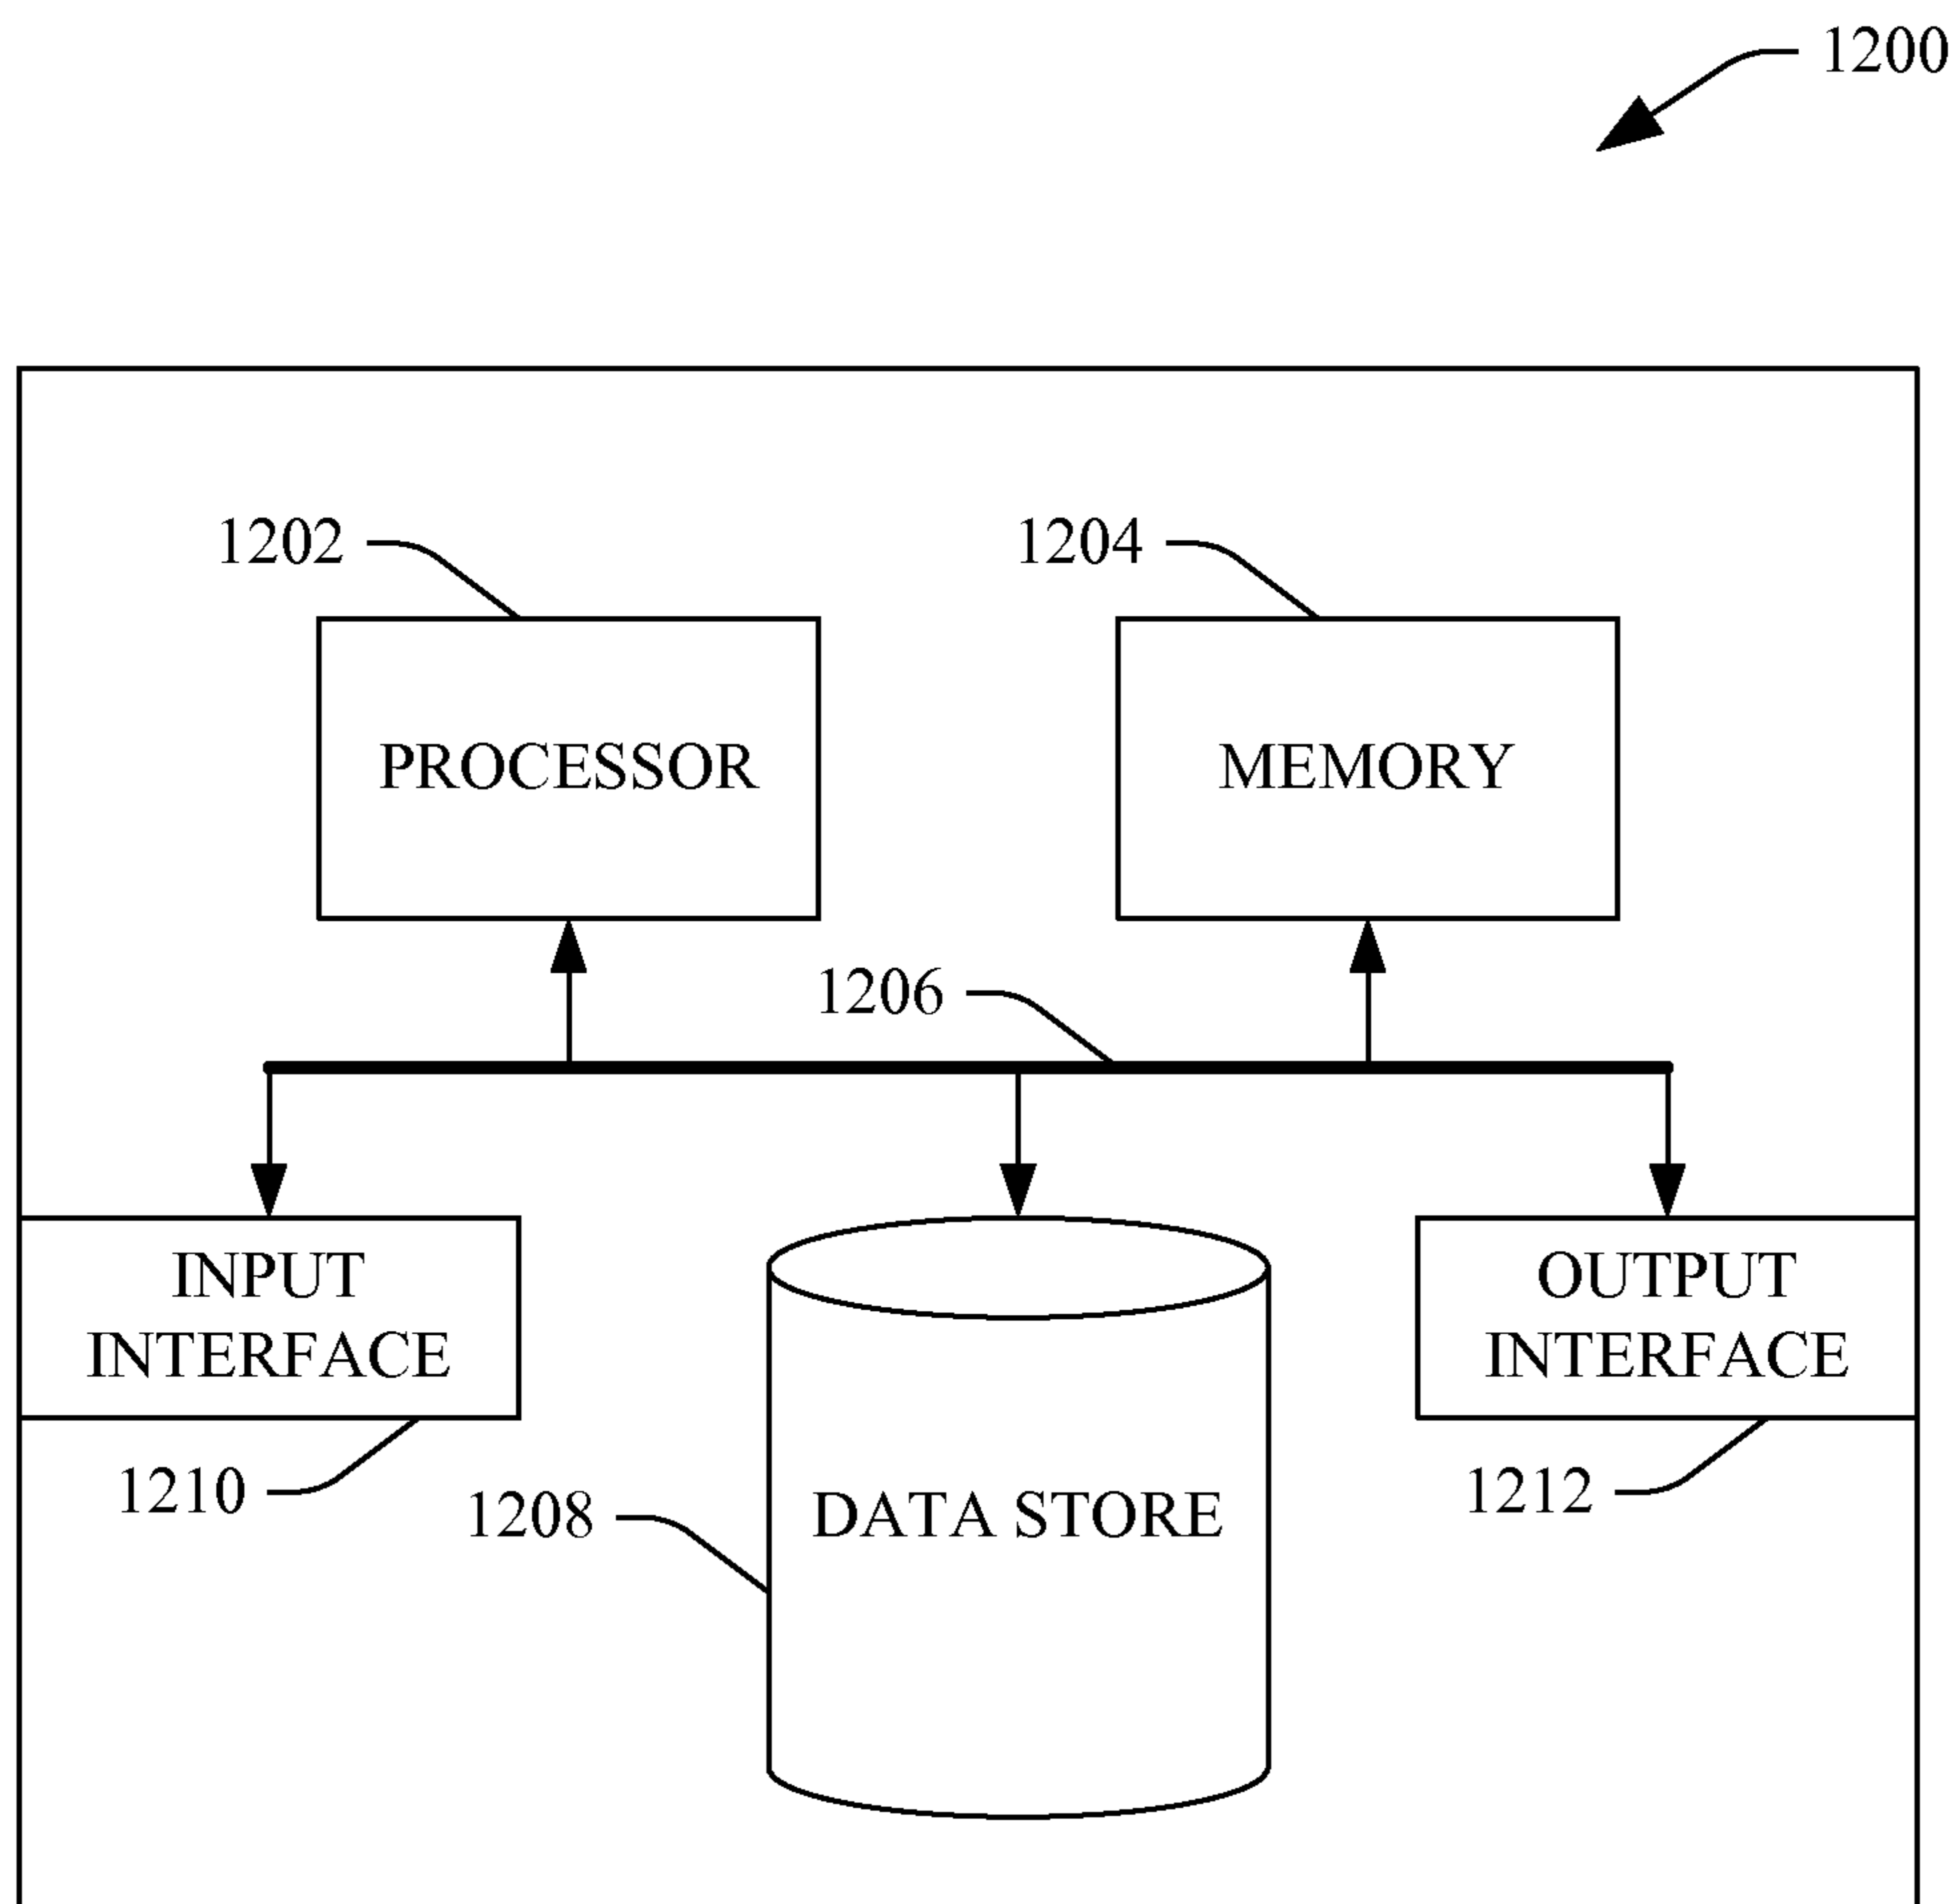 1200
1202
1204
PROCESSOR
MEMORY
1206
INPUT
INTERFACE
OUTPUT
INTERFACE
1210
1208
DATA STORE
1212